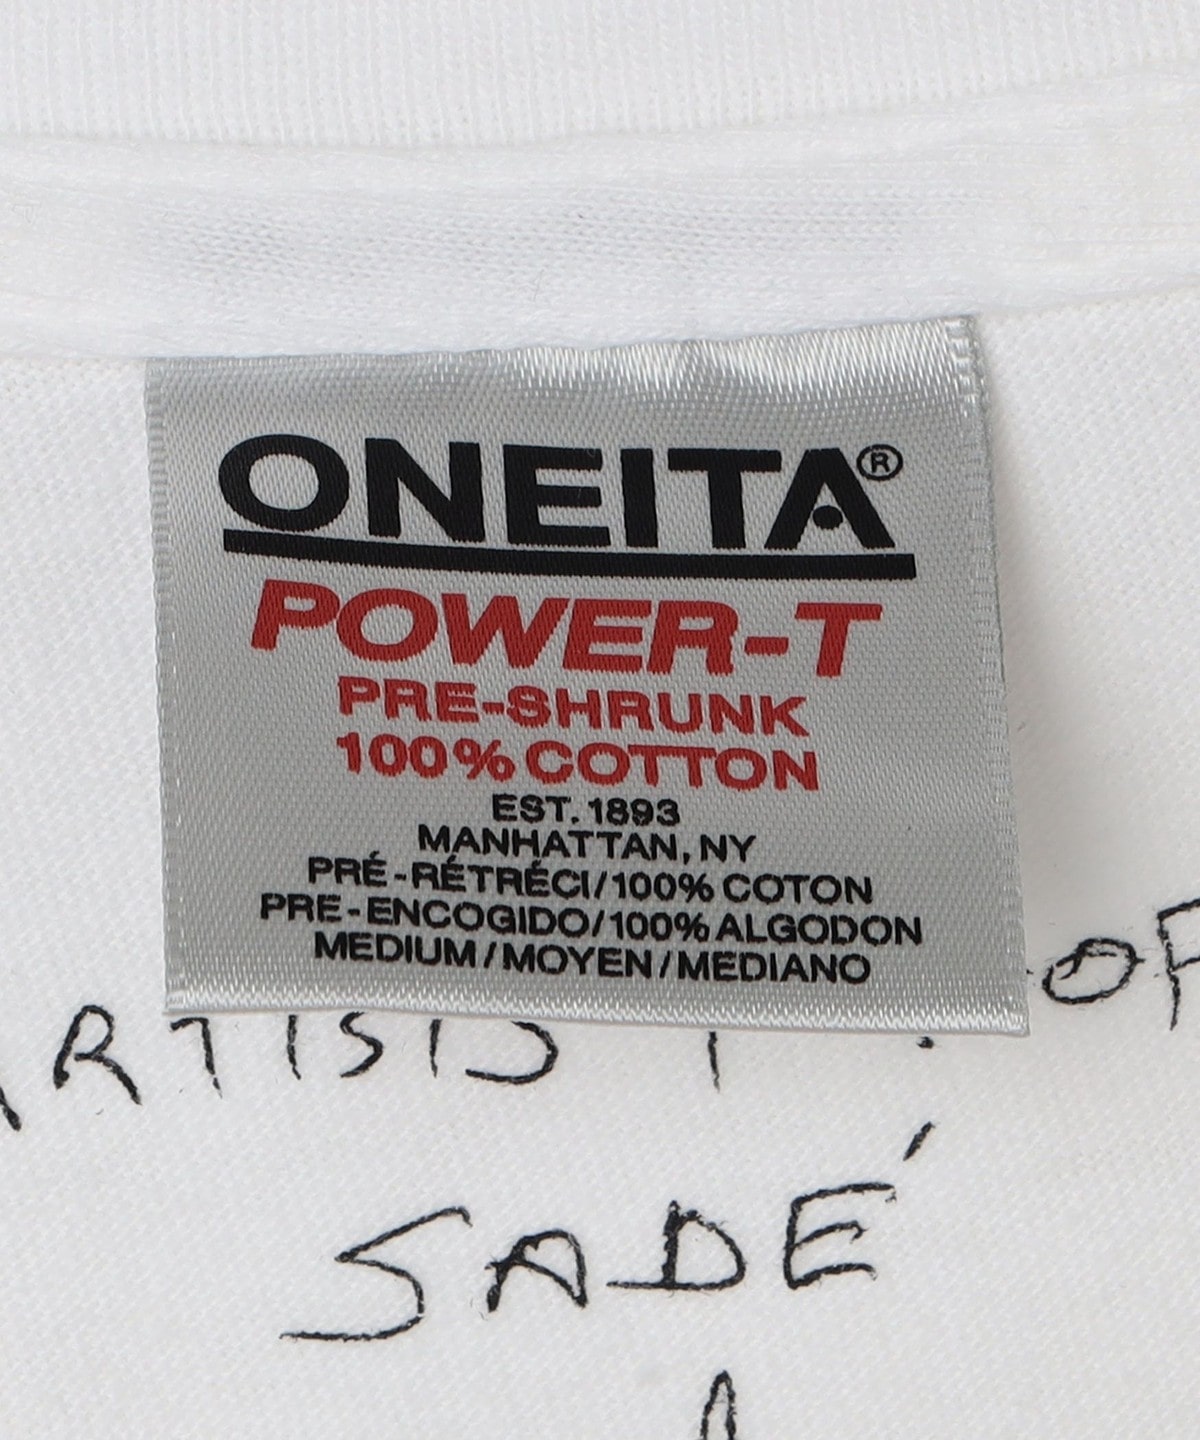 ONEITA®
POWER-T
PRE-SHRUNK
100% COTTON
EST. 1893
MANHATTAN, NY
PRÉ-RÉTRÉCI/100% COTON
PRE-ENCOGIDO/100% ALGODON
MEDIUM/MOYEN/MEDIANO
SADÉ